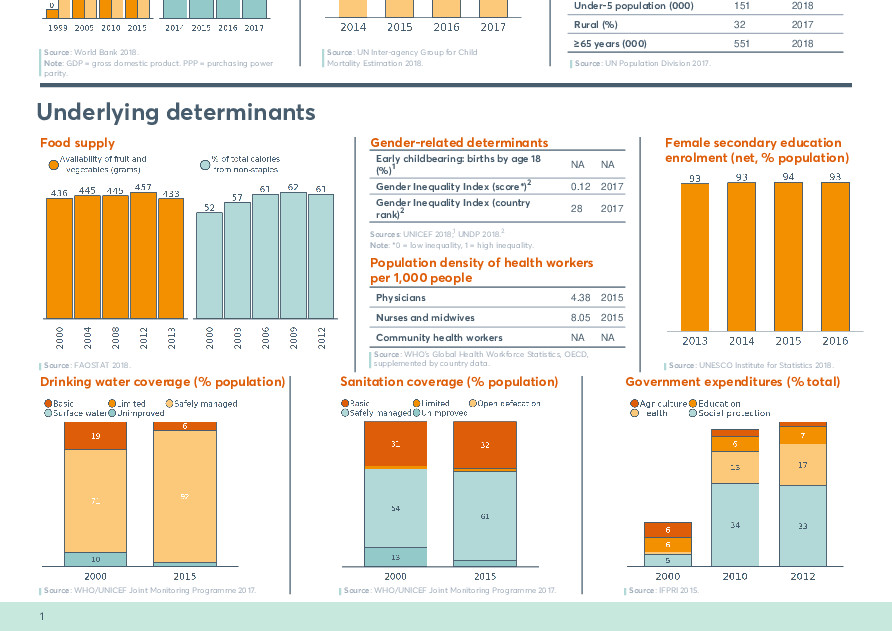 0
1999 2005 2010 2015
2014 2015 2016 2017
Source: World Bank 2018.
Note: GDP = gross domestic product. PPP = purchasing power
parity.
2014 2015 2016 2017
Source: UN Inter-agency Group for Child
Mortality Estimation 2018.
Under-5 population (000) 151 2018
Rural (%) 32 2017
≥65 years (000) 551 2018
Source: UN Population Division 2017.
Underlying determinants
Food supply
Availability of fruit and
vegetables (grams)
% of total calories
from non-staples
436 445 445 457 433
2000 2004 2008 2012 2013
52 57 61 62 61
2000 2003 2006 2009 2012
Source: FAOSTAT 2018.
Gender-related determinants
Early childbearing: births by age 18
(%)1 NA NA
Gender Inequality Index (score*)2 0.12 2017
Gender Inequality Index (country
rank)2 28 2017
Sources: UNICEF 2018,1 UNDP 2018.2
Note: *0 = low inequality, 1 = high inequality.
Population density of health workers
per 1,000 people
Physicians 4.38 2015
Nurses and midwives 8.05 2015
Community health workers NA NA
Source: WHO's Global Health Workforce Statistics, OECD,
supplemented by country data.
Female secondary education
enrolment (net, % population)
93 93 94 93
2013 2014 2015 2016
Source: UNESCO Institute for Statistics 2018.
Drinking water coverage (% population)
Basic Limited Safely managed
Surface water Unimproved
19 6
71 92
10
2000 2015
Source: WHO/UNICEF Joint Monitoring Programme 2017.
Sanitation coverage (% population)
Basic Limited Open defecation
Safely managed Unimproved
31 32
54 61
13
2000 2015
Source: WHO/UNICEF Joint Monitoring Programme 2017.
Government expenditures (% total)
Agriculture Education
Health Social protection
6 6 5
6 13 34
7 17 33
2000 2010 2012
Source: IFPRI 2015.
1